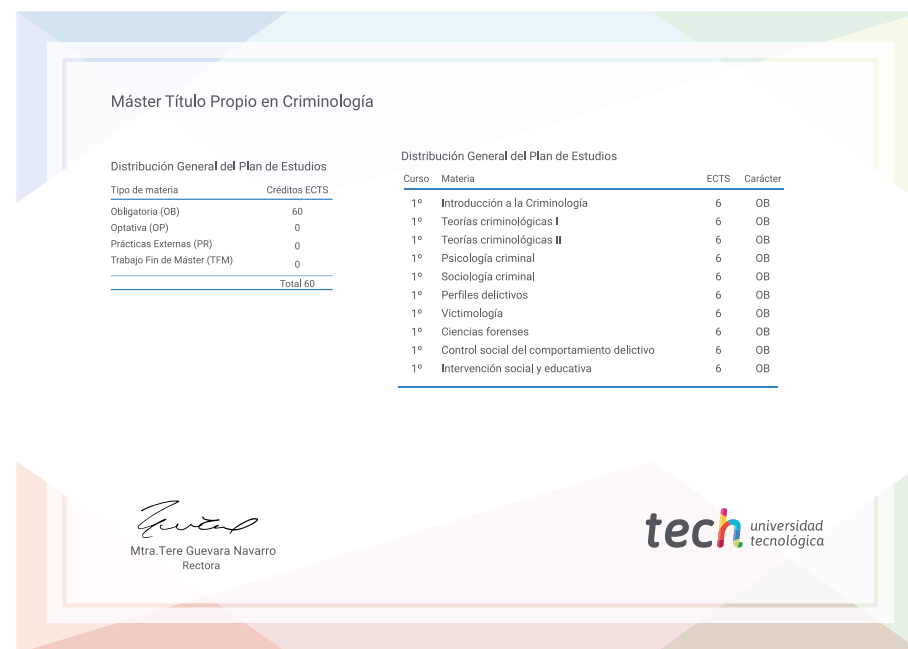 Máster Título Propio en Criminología
Distribución General del Plan de Estudios
Tipo de materia Créditos ECTS
Obligatoria (OB) 60
Optativa (OP) 0
Prácticas Externas (PR) 0
Trabajo Fin de Máster (TFM) 0
Total 60
Distribución General del Plan de Estudios
Curso Materia ECTS Carácter
1º Introducción a la Criminología 6 OB
1º Teorías criminológicas I 6 OB
1º Teorías criminológicas II 6 OB
1º Psicología criminal 6 OB
1º Sociología criminal 6 OB
1º Perfiles delictivos 6 OB
1º Victimología 6 OB
1º Ciencias forenses 6 OB
1º Control social del comportamiento delictivo 6 OB
1º Intervención social y educativa 6 OB
Mtra.Tere Guevara Navarro
Rectora
tech universidad
tecnológica